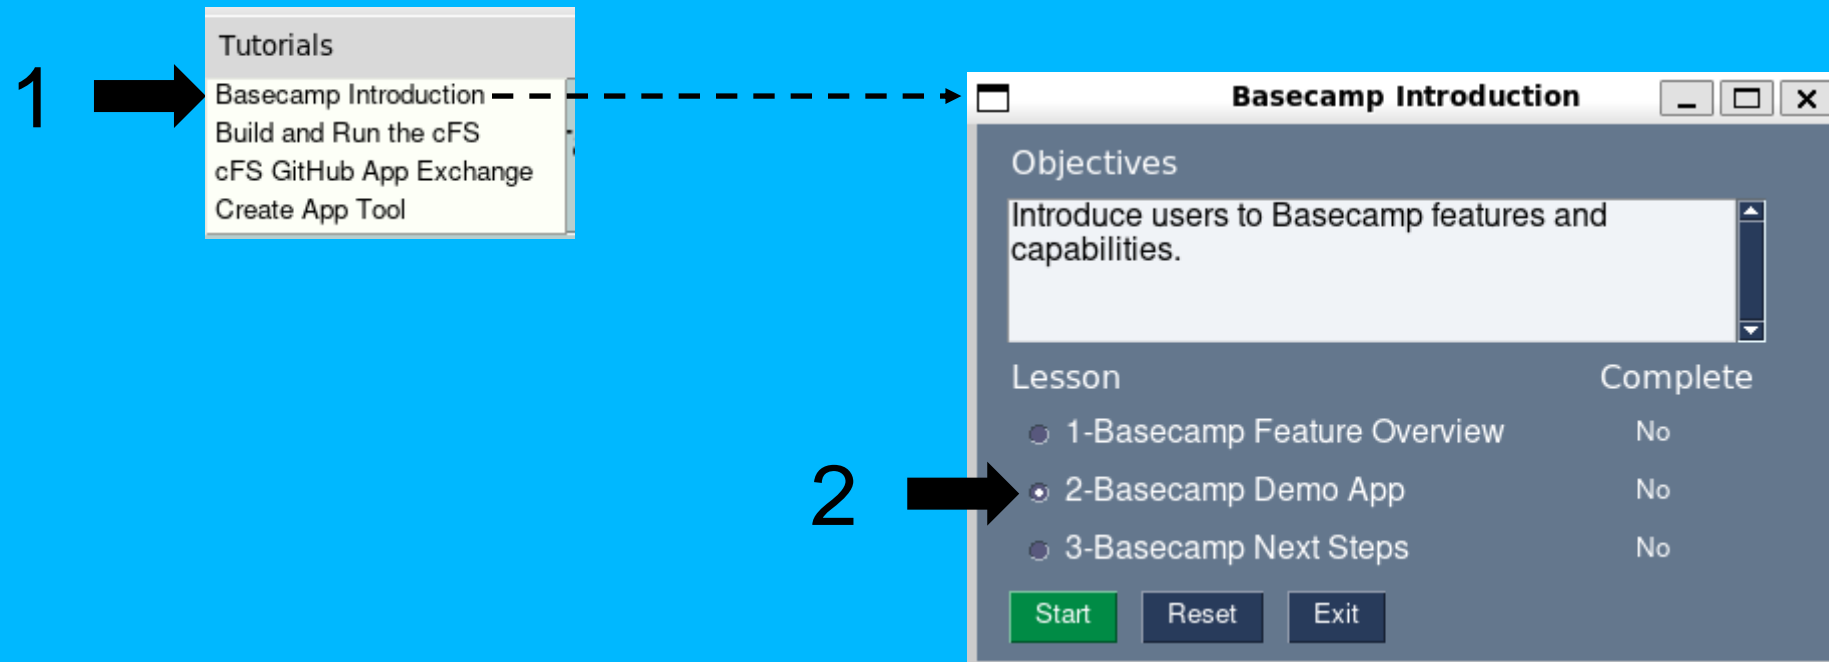 1
Tutorials
Basecamp Introduction
Build and Run the cFS
cFS GitHub App Exchange
Create App Tool
Basecamp Introduction
Objectives
Introduce users to Basecamp features and
capabilities.
Lesson Complete
1-Basecamp Feature Overview No
2
2-Basecamp Demo App No
3-Basecamp Next Steps No
Start Reset Exit